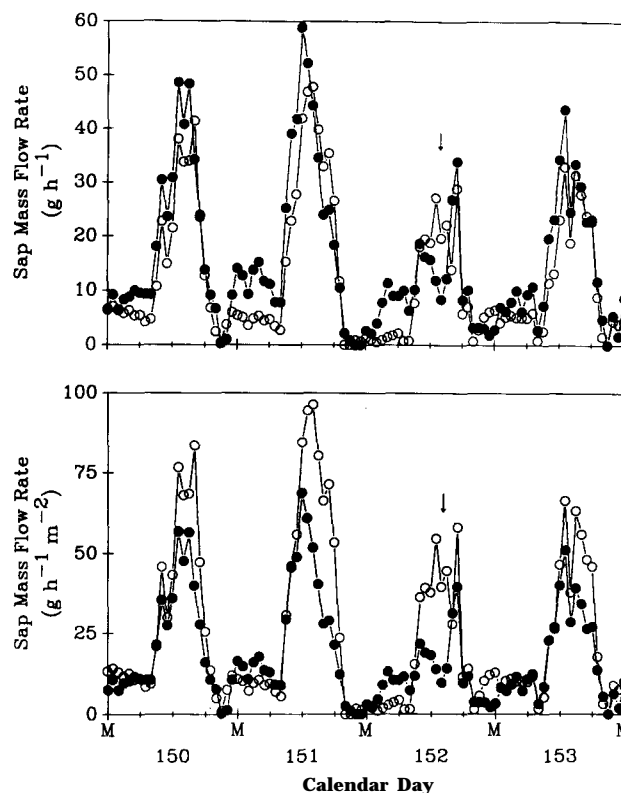 Sap Mass Flow Rate
(g h⁻¹)
60
50
40
30
20
10
0
Sap Mass Flow Rate
(g h⁻¹ m⁻²)
100
75
50
25
0
M M M M M
150 151 152 153
Calendar Day